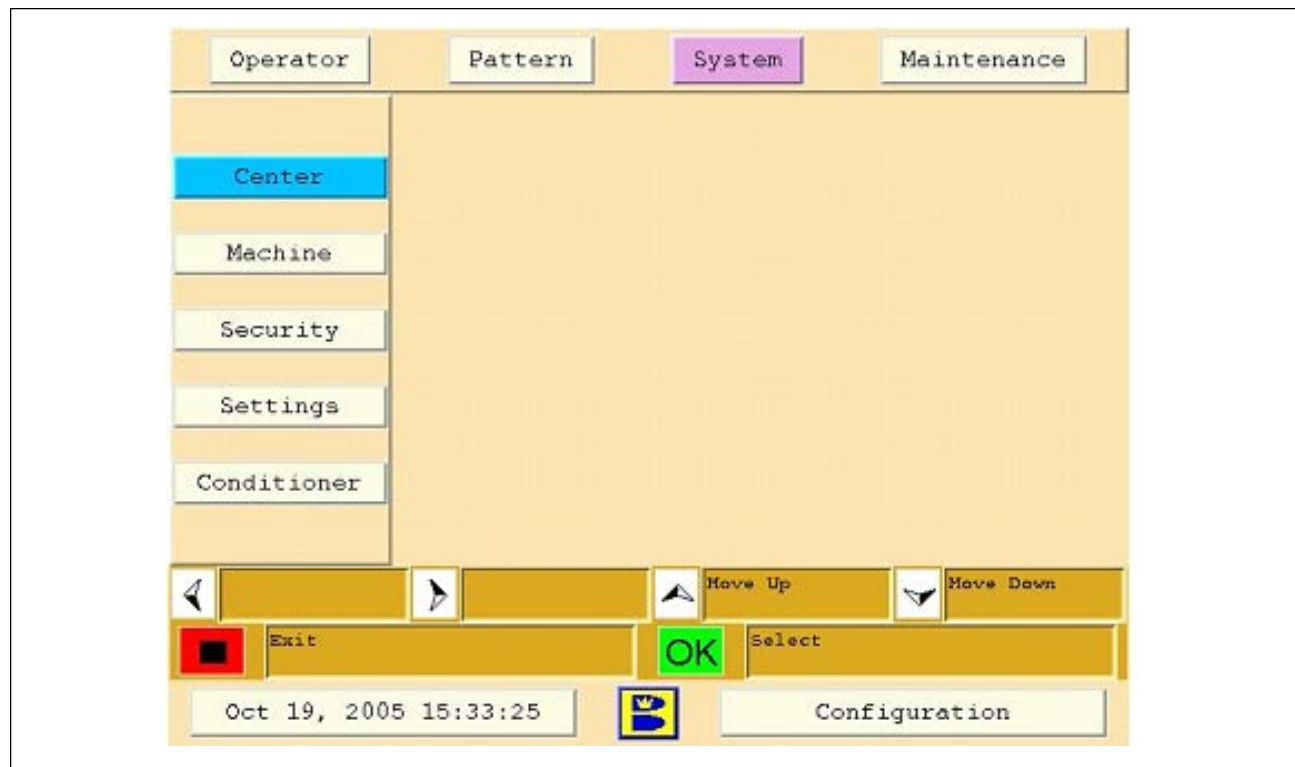 Operator Pattern System Maintenance
Center
Machine
Security
Settings
Conditioner
Move Up Move Down
Exit OK Select
Oct 19, 2005 15:33:25 Configuration